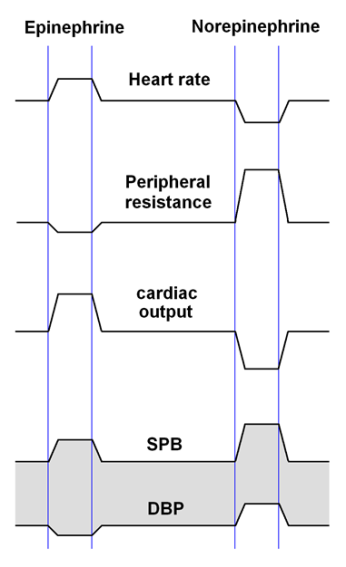 Epinephrine
Norepinephrine
Heart rate
Peripheral
resistance
cardiac
output
SPB
DBP